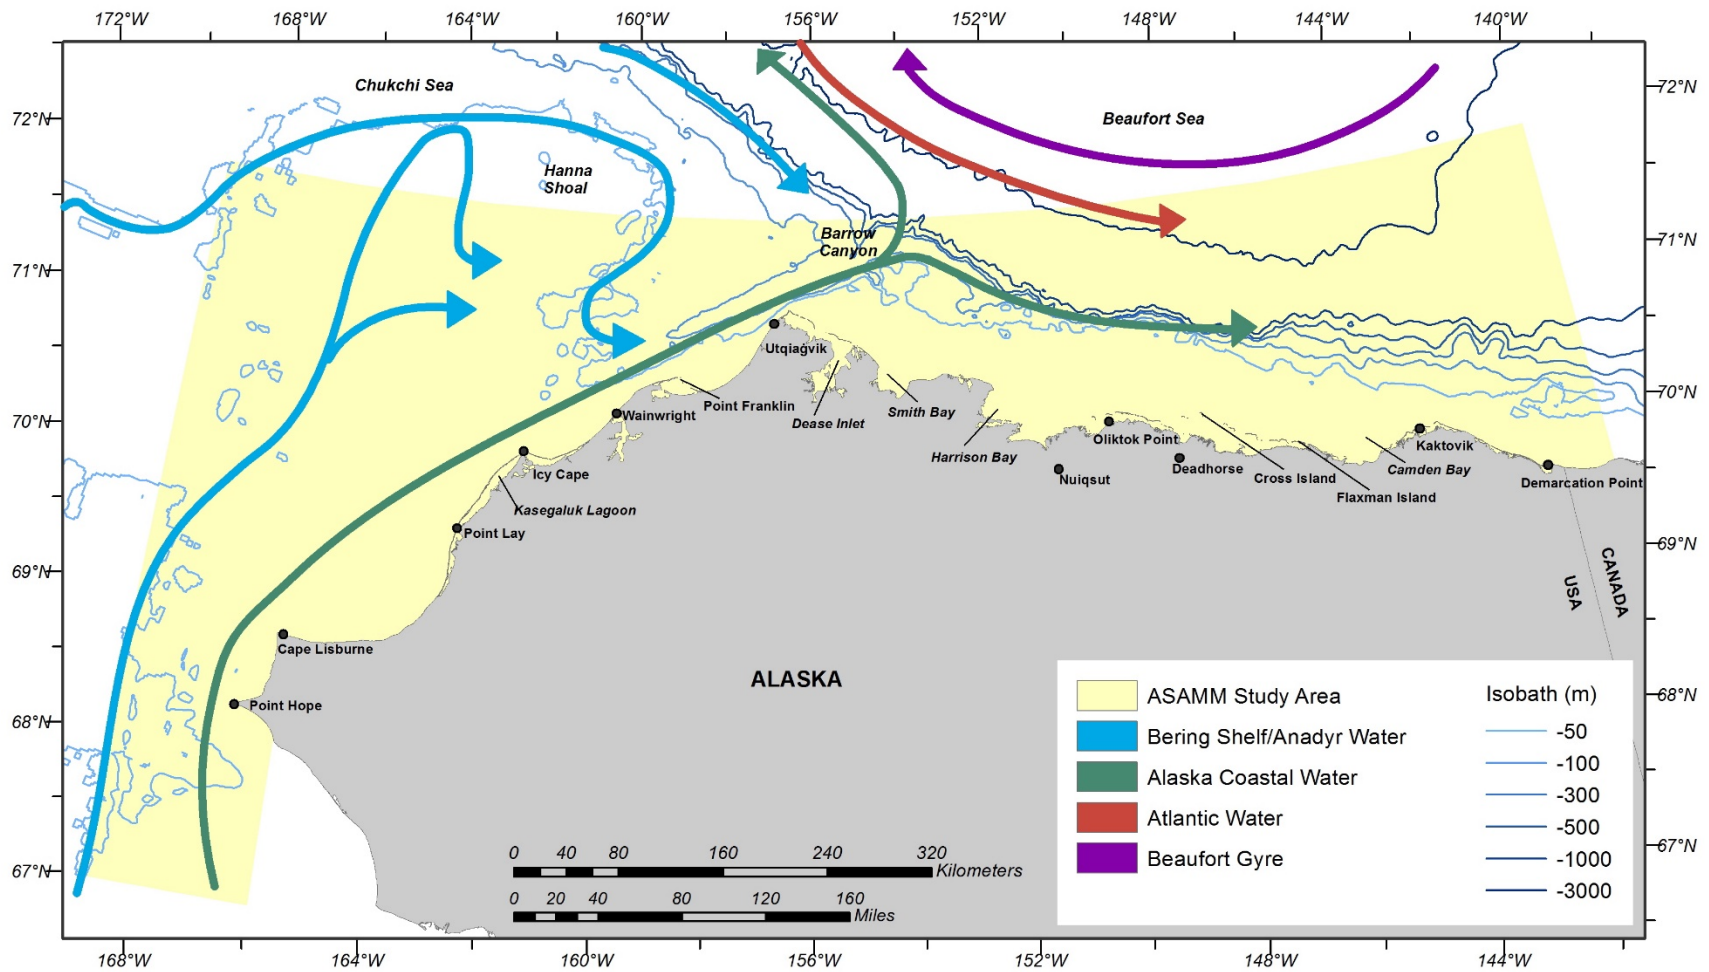 172°W 168°W 164°W 160°W 156°W 152°W 148°W 144°W 140°W
Chukchi Sea
72°N
72°N
Beaufort Sea
Hanna
Shoal
Barrow
Canyon
71°N
71°N
Utqiaġvik
70°N
70°N
Point Franklin
Wainwright
Dease Inlet
Smith Bay
Harrison Bay
Oliktok Point
Kaktovik
Icy Cape
Nuiqsut
Deadhorse
Cross Island
Camden Bay
Flaxman Island
Demarcation Point
Kasegaluk Lagoon
Point Lay
69°N
69°N
USA
CANADA
Cape Lisburne
Point Hope
ALASKA
68°N
68°N
67°N
67°N
ASAMM Study Area
Bering Shelf/Anadyr Water
Alaska Coastal Water
Atlantic Water
Beaufort Gyre
Isobath (m)
-50
-100
-300
-500
-1000
-3000
0 40 80 160 240 320
Kilometers
0 20 40 80 120 160
Miles
168°W 164°W 160°W 156°W 152°W 148°W 144°W